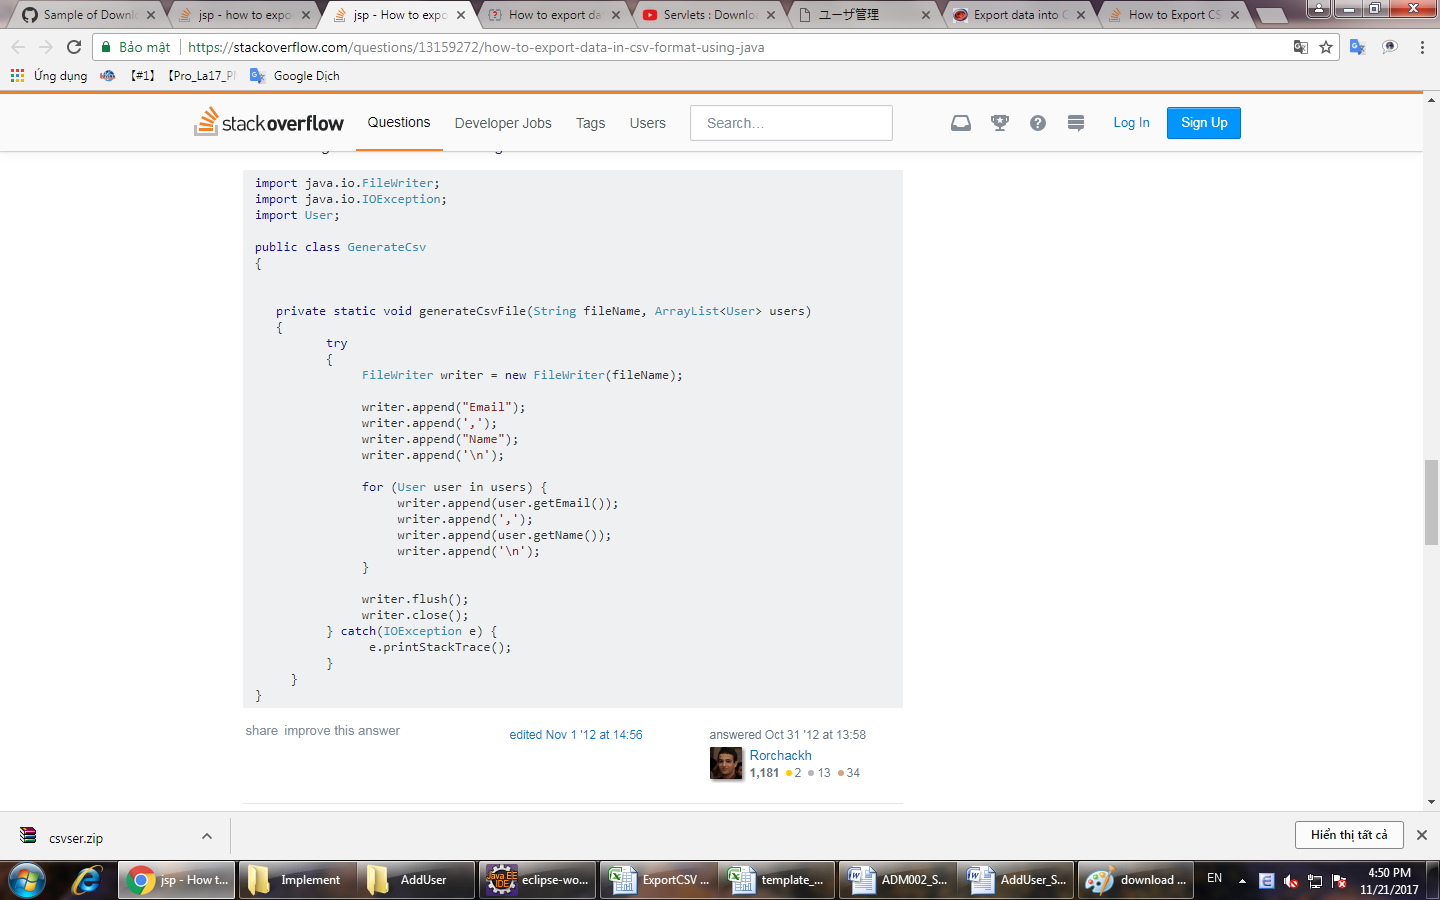 Sample of Downlo
jsp - how to expo
jsp - How to expo
How to export da
Servlets : Downloa
ユーザ管理
Export data into C
How to Export CS
Bảo mật
https://stackoverflow.com/questions/13159272/how-to-export-data-in-csv-format-using-java
Ứng dụng
【#1】【Pro_La17_P
Google Dịch
stackoverflow
Questions
Developer Jobs
Tags
Users
Search…
Log In
Sign Up
import java.io.FileWriter;
import java.io.IOException;
import User;
public class GenerateCsv
{
private static void generateCsvFile(String fileName, ArrayList<User> users)
{
try
{
FileWriter writer = new FileWriter(fileName);
writer.append("Email");
writer.append(',');
writer.append("Name");
writer.append('\n');
for (User user in users) {
writer.append(user.getEmail());
writer.append(',');
writer.append(user.getName());
writer.append('\n');
}
writer.flush();
writer.close();
} catch(IOException e) {
e.printStackTrace();
}
}
}
share improve this answer
edited Nov 1 '12 at 14:56
answered Oct 31 '12 at 13:58
Rorchackh
1,181 2 13 34
csvser.zip
Hiển thị tất cả
jsp - How t...
Implement
AddUser
Java EE IDE
eclipse-wo...
ExportCSV ...
template_...
ADM002_S...
AddUser_S...
download ...
EN
4:50 PM
11/21/2017